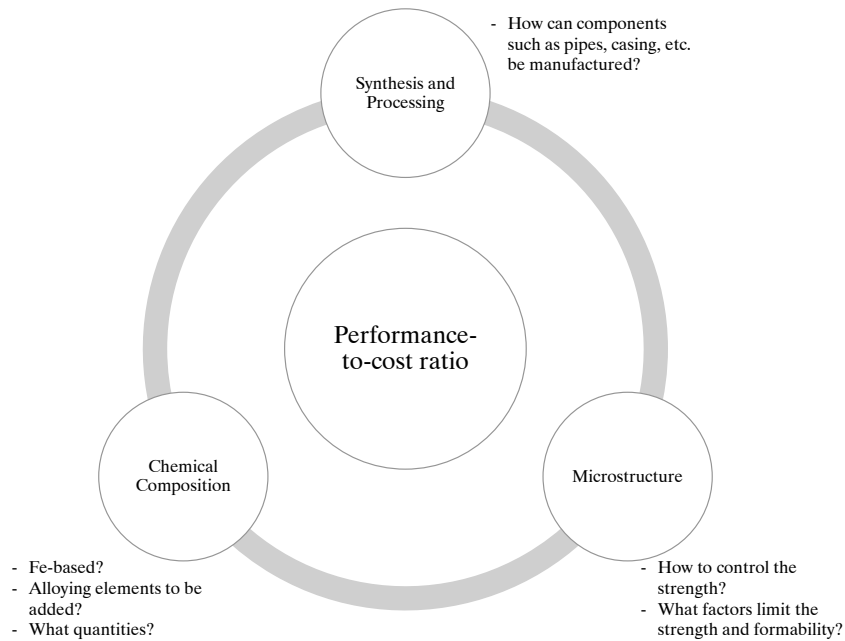 - How can components
such as pipes, casing, etc.
be manufactured?
Synthesis and
Processing
Performance-
to-cost ratio
Chemical
Composition
Microstructure
- Fe-based?
- Alloying elements to be
added?
- What quantities?
- How to control the
strength?
- What factors limit the
strength and formability?